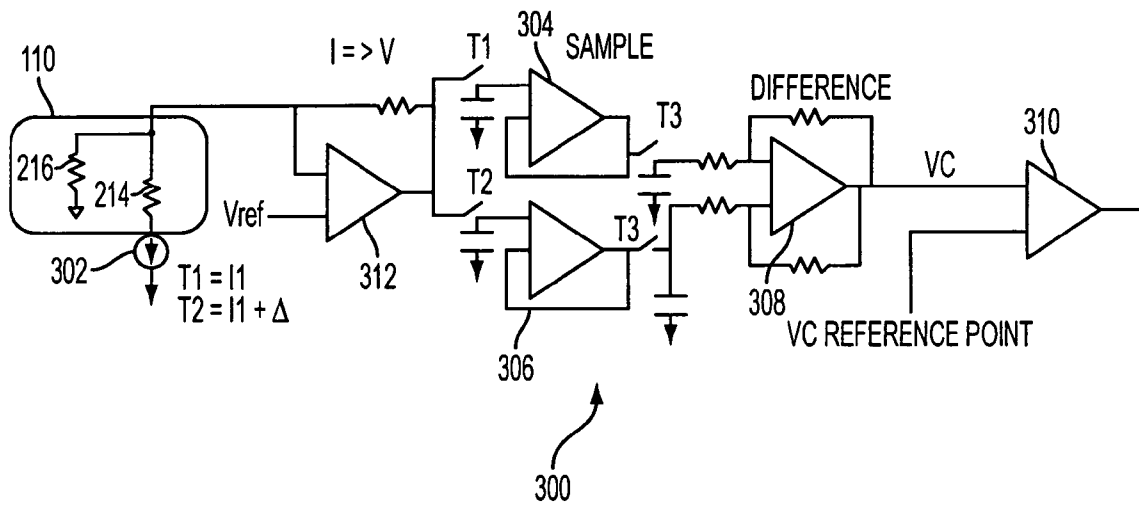 304
SAMPLE
T1
I = > V
110
T3
DIFFERENCE
310
216
214
VC
T2
Vref
T3
302
312
308
T1 = I1
T2 = I1 + Δ
306
VC REFERENCE POINT
300